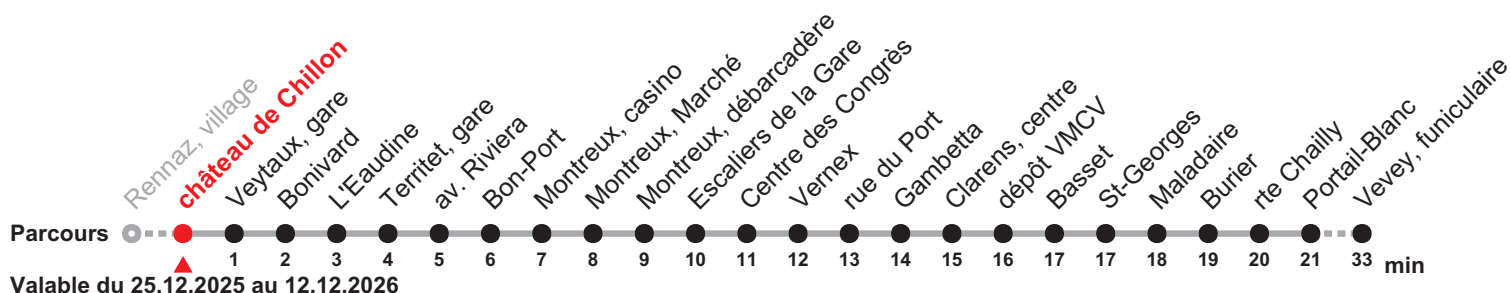 Rennaz, village
château de Chillon
Veytaux, gare
Bonivard
L'Eaudine
Territet, gare
av. Riviera
Bon-Port
Montreux, casino
Montreux, Marché
Montreux, débarcadère
Escaliers de la Gare
Centre des Congrès
Vernex
rue du Port
Gambetta
Clarens, centre
dépôt VMCV
Basset
St-Georges
Maladaire
Burier
rte Chailly
Portail-Blanc
Vevey, funiculaire
Parcours
1 2 3 4 5 6 7 8 9 10 11 12 13 14 15 16 17 17 18 19 20 21 33 min
Valable du 25.12.2025 au 12.12.2026